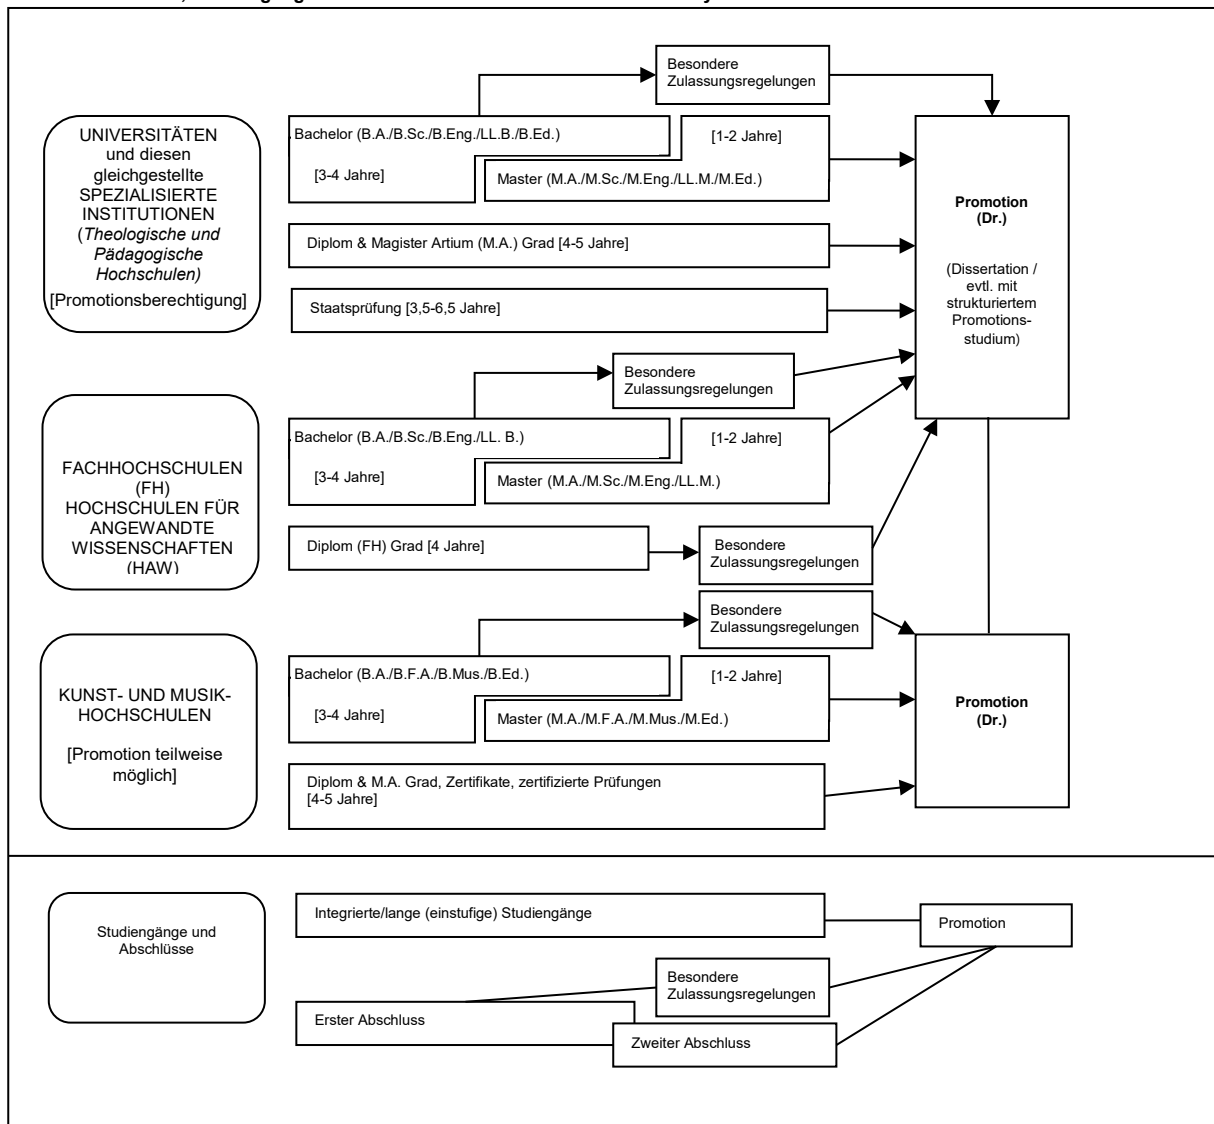 Besondere
Zulassungsregelungen
UNIVERSITÄTEN
und diesen
gleichgestellte
SPEZIALISIERTE
INSTITUTIONEN
(Theologische und
Pädagogische
Hochschulen)
[Promotionsberechtigung]
Bachelor (B.A./B.Sc./B.Eng./LL.B./B.Ed.)
[3-4 Jahre]
[1-2 Jahre]
Master (M.A./M.Sc./M.Eng./LL.M./M.Ed.)
Diplom & Magister Artium (M.A.) Grad [4-5 Jahre]
Staatsprüfung [3,5-6,5 Jahre]
Promotion
(Dr.)
(Dissertation /
evtl. mit
strukturiertem
Promotions-
studium)
Besondere
Zulassungsregelungen
FACHHOCHSCHULEN
(FH)
HOCHSCHULEN FÜR
ANGEWANDTE
WISSENSCHAFTEN
(HAW)
Bachelor (B.A./B.Sc./B.Eng./LL. B.)
[3-4 Jahre]
[1-2 Jahre]
Master (M.A./M.Sc./M.Eng./LL.M.)
Diplom (FH) Grad [4 Jahre]
Besondere
Zulassungsregelungen
Besondere
Zulassungsregelungen
KUNST- UND MUSIK-
HOCHSCHULEN
[Promotion teilweise
möglich]
Bachelor (B.A./B.F.A./B.Mus./B.Ed.)
[3-4 Jahre]
[1-2 Jahre]
Master (M.A./M.F.A./M.Mus./M.Ed.)
Diplom & M.A. Grad, Zertifikate, zertifizierte Prüfungen
[4-5 Jahre]
Promotion
(Dr.)
Studiengänge und
Abschlüsse
Integrierte/lange (einstufige) Studiengänge
Promotion
Besondere
Zulassungsregelungen
Erster Abschluss
Zweiter Abschluss